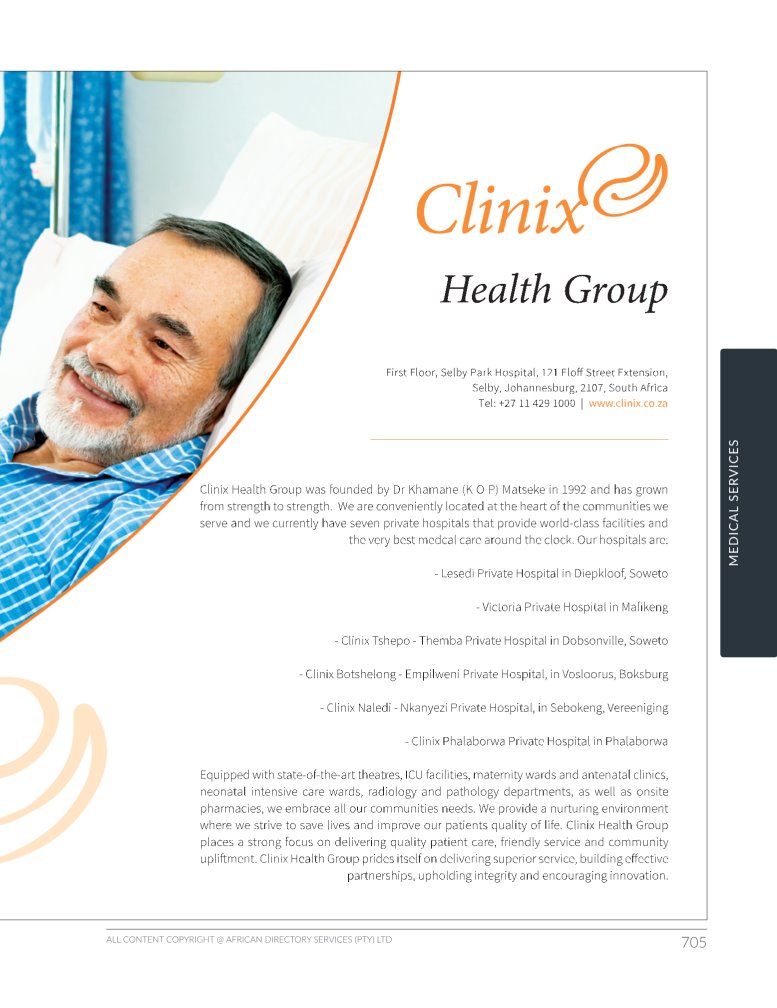 Clinix
Health Group
First Floor, Selby Park Hospital, 121 Floff Street Extension,
Selby, Johannesburg, 2107, South Africa
Tel: +27 11 429 1000 | www.clinix.co.za
MEDICAL SERVICES
Clinix Health Group was founded by Dr Khamane (K O P) Matseke in 1992 and has grown
from strength to strength. We are conveniently located at the heart of the communities we
serve and we currently have seven private hospitals that provide world-class facilities and
the very best medcal care around the clock. Our hospitals are:
- Lesedi Private Hospital in Diepkloof, Soweto
- Victoria Private Hospital in Mafikeng
- Clinix Tshepo - Themba Private Hospital in Dobsonville, Soweto
- Clinix Botshelong - Empilweni Private Hospital, in Vosloorus, Boksburg
- Clinix Naledi - Nkanyezi Private Hospital, in Sebokeng, Vereeniging
- Clinix Phalaborwa Private Hospital in Phalaborwa
Equipped with state-of-the-art theatres, ICU facilities, maternity wards and antenatal clinics,
neonatal intensive care wards, radiology and pathology departments, as well as onsite
pharmacies, we embrace all our communities needs. We provide a nurturing environment
where we strive to save lives and improve our patients quality of life. Clinix Health Group
places a strong focus on delivering quality patient care, friendly service and community
upliftment. Clinix Health Group prides itself on delivering superior service, building effective
partnerships, upholding integrity and encouraging innovation.
ALL CONTENT COPYRIGHT @ AFRICAN DIRECTORY SERVICES (PTY) LTD
705